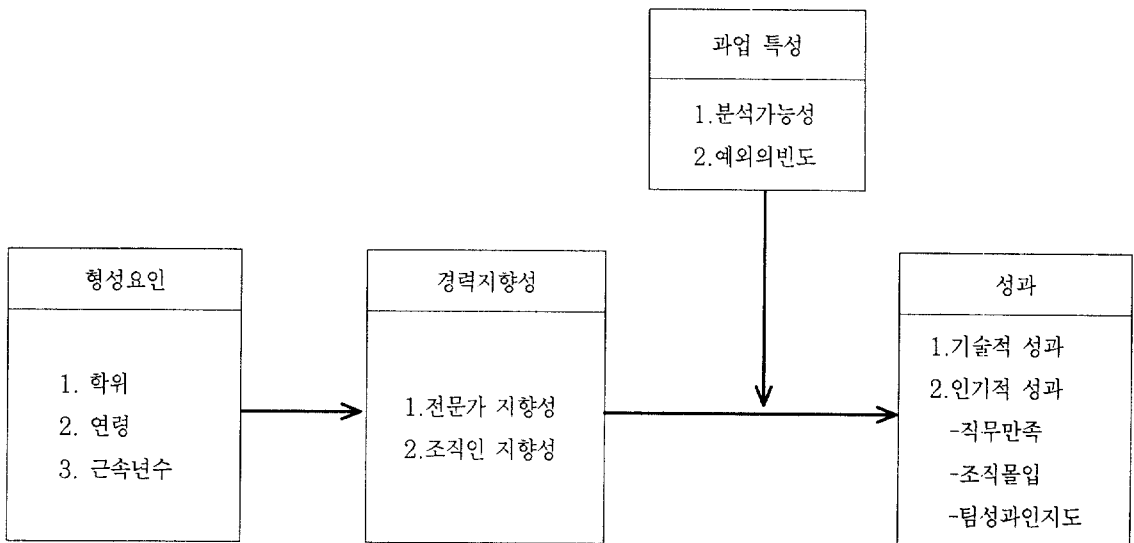 과업 특성
1.분석가능성
2.예외의빈도
형성요인
1. 학위
2. 연령
3. 근속년수
경력지향성
1.전문가 지향성
2.조직인 지향성
성과
1.기술적 성과
2.인기적 성과
-직무만족
-조직몰입
-팀성과인지도